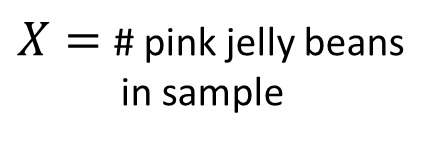 X = # pink jelly beans
in sample